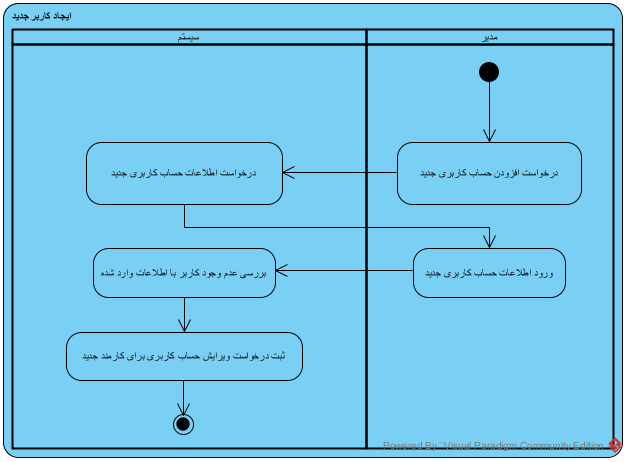 ایجاد کاربر جدید
مدیر
سیستم
درخواست افزودن حساب کاربری جدید
درخواست اطلاعات حساب کاربری جدید
ورود اطلاعات حساب کاربری جدید
بررسی عدم وجود کاربر با اطلاعات وارد شده
ثبت درخواست ویرایش حساب کاربری برای کارمند جدید
Powered By Visual Paradigm Community Edition